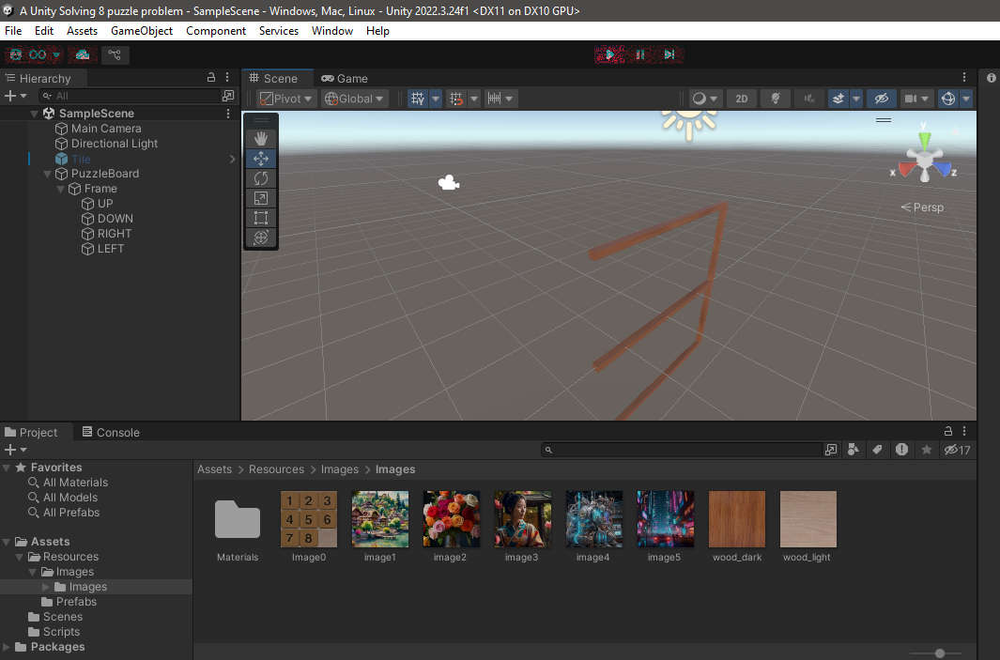 A Unity Solving 8 puzzle problem - SampleScene - Windows, Mac, Linux - Unity 2022.3.24f1 <DX11 on DX10 GPU>
File Edit Assets GameObject Component Services Window Help
Hierarchy
All
SampleScene
Main Camera
Directional Light
Tile
PuzzleBoard
Frame
UP
DOWN
RIGHT
LEFT
Scene Game
Pivot Global 2D
y
x z
Persp
Project Console
17
Favorites
All Materials
All Models
All Prefabs
Assets
Resources
Images
Images
Prefabs
Scenes
Scripts
Packages
Assets > Resources > Images > Images
1 2 3
4 5 6
7 8
Materials Image0 image1 image2 image3 image4 image5 wood_dark wood_light